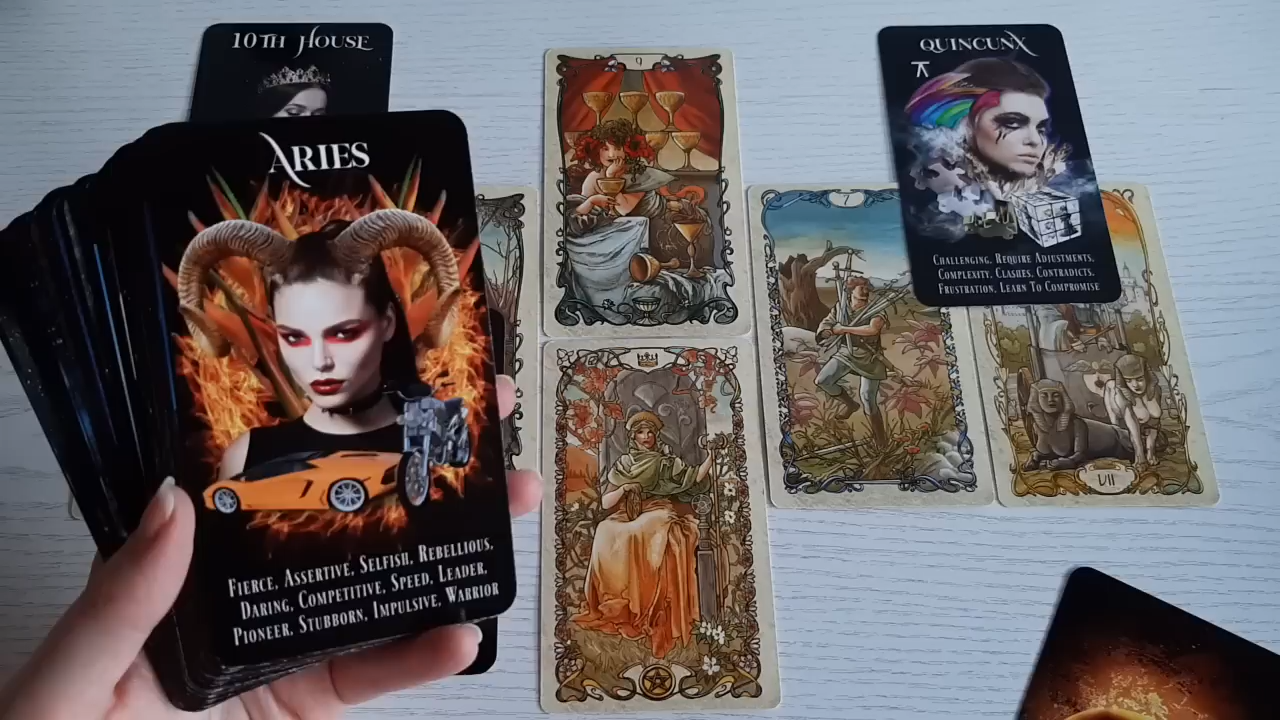 10TH HOUSE
QUINCUNX
9
ARIES
7
CHALLENGING, REQUIRE ADJUSTMENTS,
COMPLEXITY, CLASHES, CONTRADICTS,
FRUSTRATION, LEARN TO COMPROMISE
VII
FIERCE, ASSERTIVE, SELFISH, REBELLIOUS,
DARING, COMPETITIVE, SPEED, LEADER,
PIONEER, STUBBORN, IMPULSIVE, WARRIOR